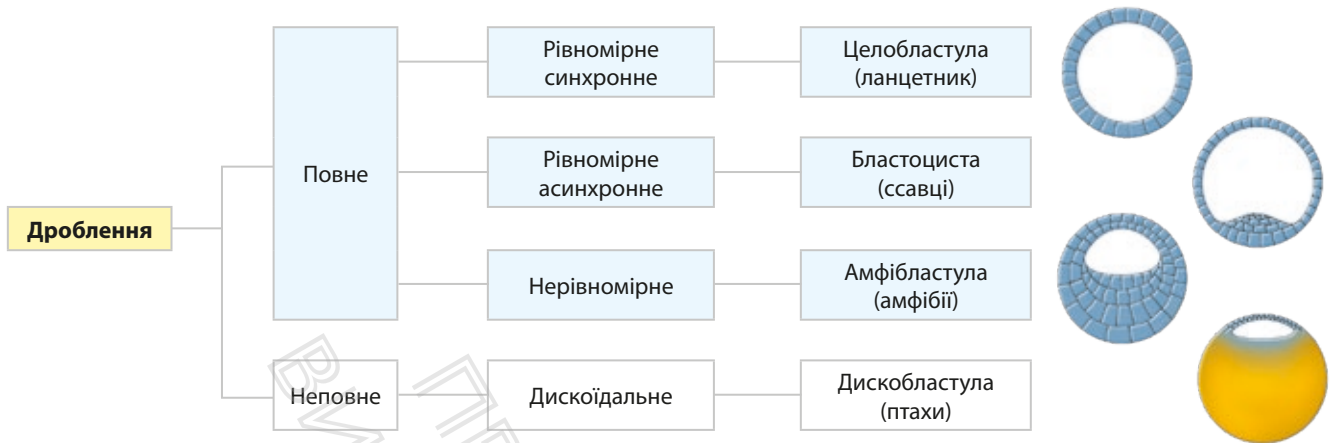 Рівномірне
синхронне
Целобластула
(ланцетник)
Повне
Рівномірне
асинхронне
Бластоциста
(ссавці)
Дроблення
Нерівномірне
Амфібластула
(амфібії)
Неповне
Дискоїдальне
Дискобластула
(птахи)